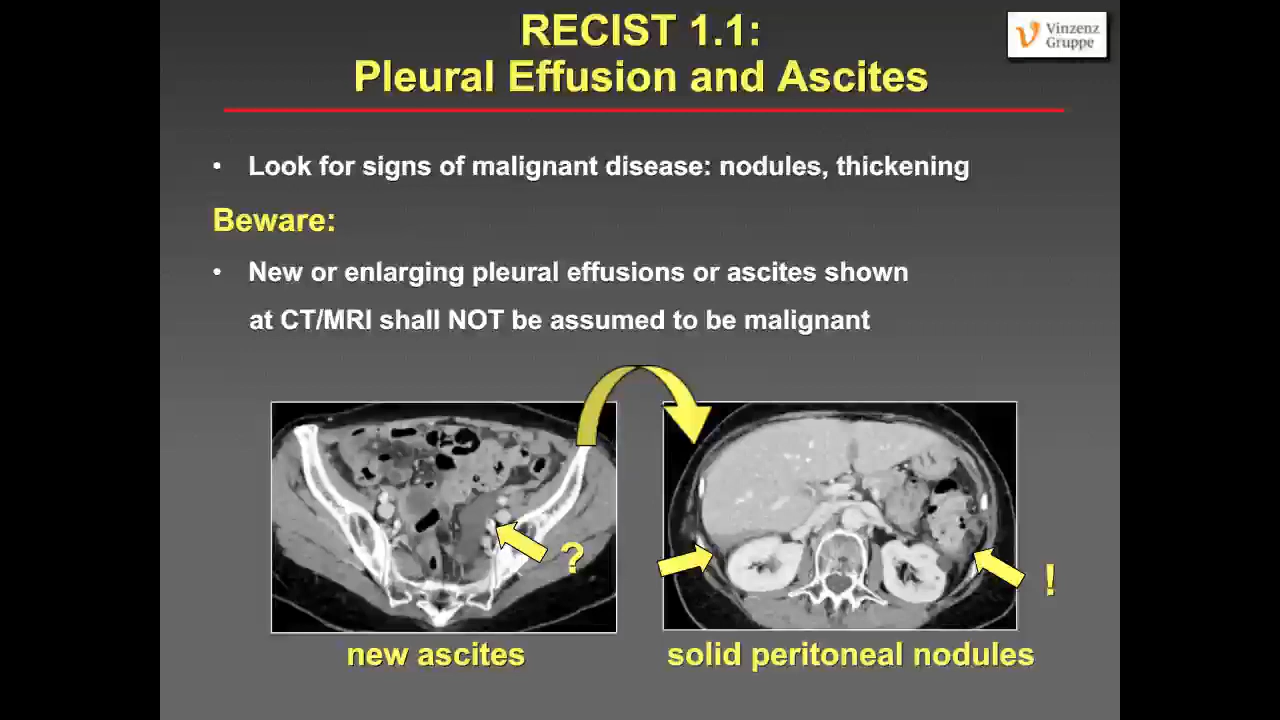 RECIST 1.1:
Pleural Effusion and Ascites
Vinzenz
Gruppe
• Look for signs of malignant disease: nodules, thickening
Beware:
• New or enlarging pleural effusions or ascites shown
at CT/MRI shall NOT be assumed to be malignant
?
!
new ascites
solid peritoneal nodules